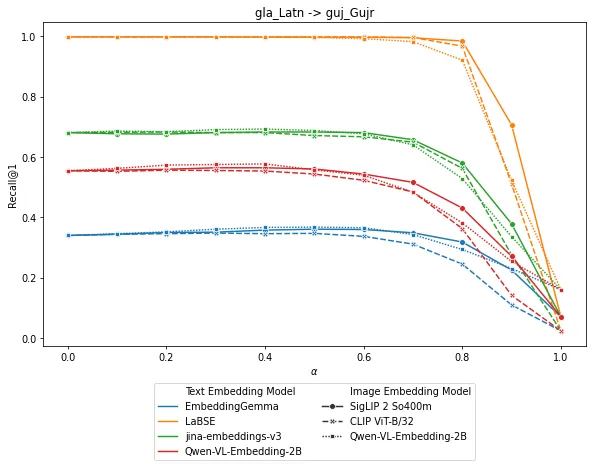 gla_Latn -> guj_Gujr
Recall@1
1.0
0.8
0.6
0.4
0.2
0.0
0.0 0.2 0.4 0.6 0.8 1.0
α
Text Embedding Model
EmbeddingGemma
LaBSE
jina-embeddings-v3
Qwen-VL-Embedding-2B
Image Embedding Model
SigLIP 2 So400m
CLIP ViT-B/32
Qwen-VL-Embedding-2B